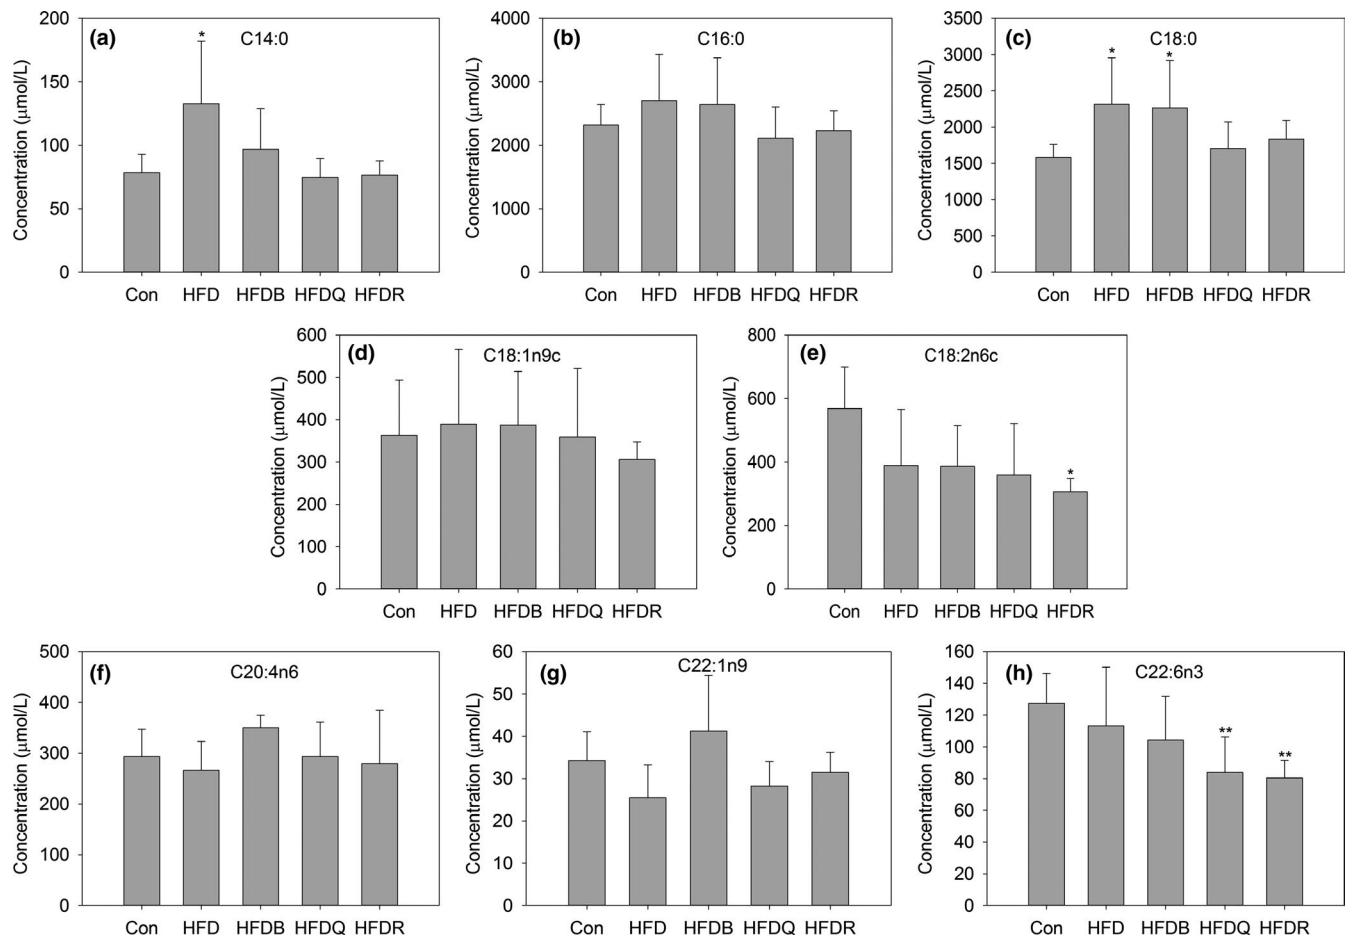 (a)
C14:0
*
Concentration (μmol/L)
200
150
100
50
0
Con HFD HFDB HFDQ HFDR
(b)
C16:0
Concentration (μmol/L)
4000
3000
2000
1000
0
Con HFD HFDB HFDQ HFDR
(c)
C18:0
* *
Concentration (μmol/L)
3500
3000
2500
2000
1500
1000
500
0
Con HFD HFDB HFDQ HFDR
(d)
C18:1n9c
Concentration (μmol/L)
600
500
400
300
200
100
0
Con HFD HFDB HFDQ HFDR
(e)
C18:2n6c
*
Concentration (μmol/L)
800
600
400
200
0
Con HFD HFDB HFDQ HFDR
(f)
C20:4n6
Concentration (μmol/L)
500
400
300
200
100
0
Con HFD HFDB HFDQ HFDR
(g)
C22:1n9
Concentration (μmol/L)
60
50
40
30
20
10
0
Con HFD HFDB HFDQ HFDR
(h)
C22:6n3
** **
Concentration (μmol/L)
160
140
120
100
80
60
40
20
0
Con HFD HFDB HFDQ HFDR